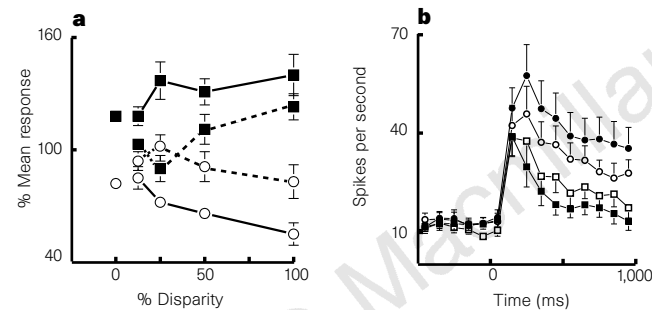 a
160
100
40
% Mean response
0
50
100
% Disparity
b
70
40
10
Spikes per second
0
1,000
Time (ms)
Macmillan